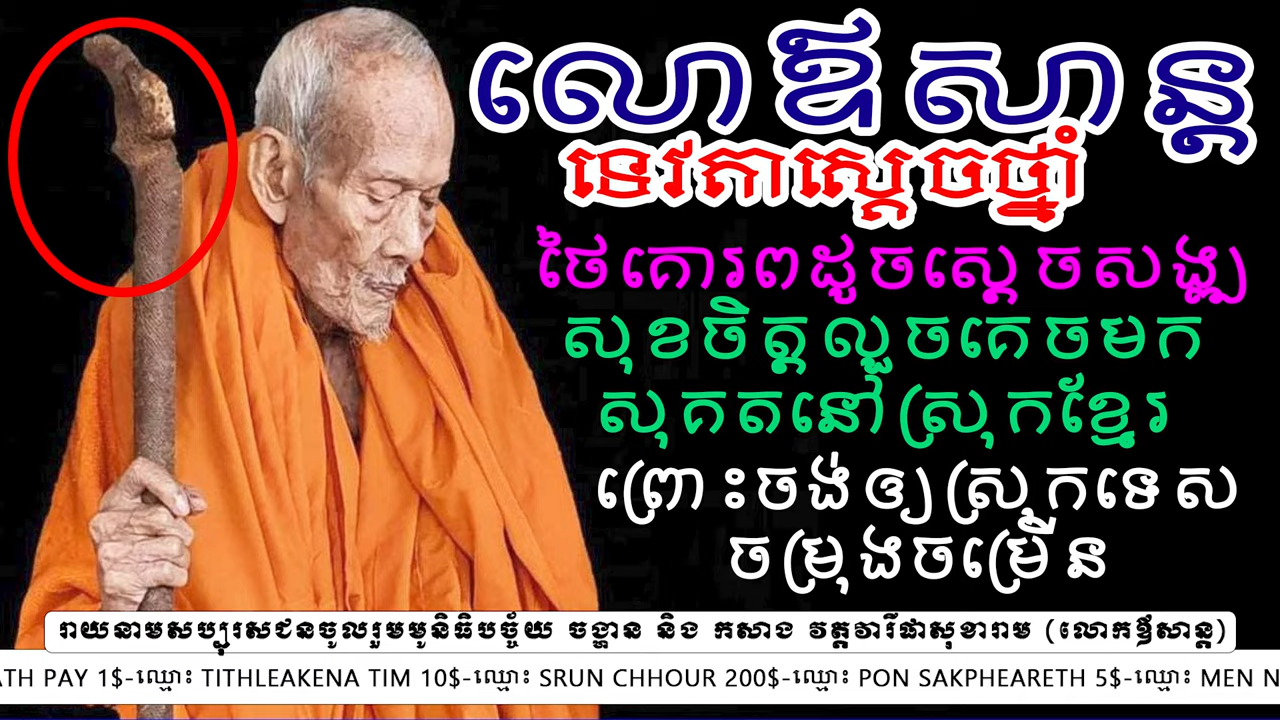 លោឪសាន្ត
ទេវតាស្ដេចថ្នាំ
ថៃគោរពដូចស្ដេចសង្ឃ
សុខចិត្តលួចគេចមក
សុគតនៅស្រុកខ្មែរ
ព្រោះចង់ឲ្យស្រុកទេស
ចម្រុងចម្រើន
រាយនាមសប្បុរសជនចូលរួមមូនិធិបច្ច័យ ចង្ហាន និង កសាង វត្តវារីផាសុខារាម (លោកឪសាន្ត)
ATH PAY 1$-ឈ្មោះ TITHLEAKENA TIM 10$-ឈ្មោះ SRUN CHHOUR 200$-ឈ្មោះ PON SAKPHEARETH 5$-ឈ្មោះ MEN N